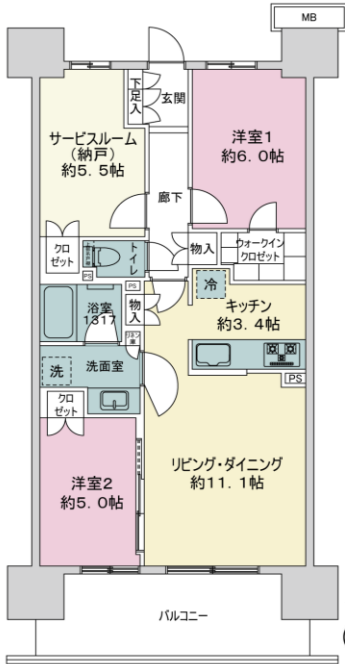 MB
下足入
玄関
サービスルーム
（納戸）
約5.5帖
洋室1
約6.0帖
廊下
クロ
ゼット
トイレ
物入
ウォークイン
クロゼット
PS
PS
冷
キッチン
約3.4帖
浴室
1317
物入
リネン庫
洗
洗面室
PS
クロ
ゼット
洋室2
約5.0帖
リビング・ダイニング
約11.1帖
バルコニー